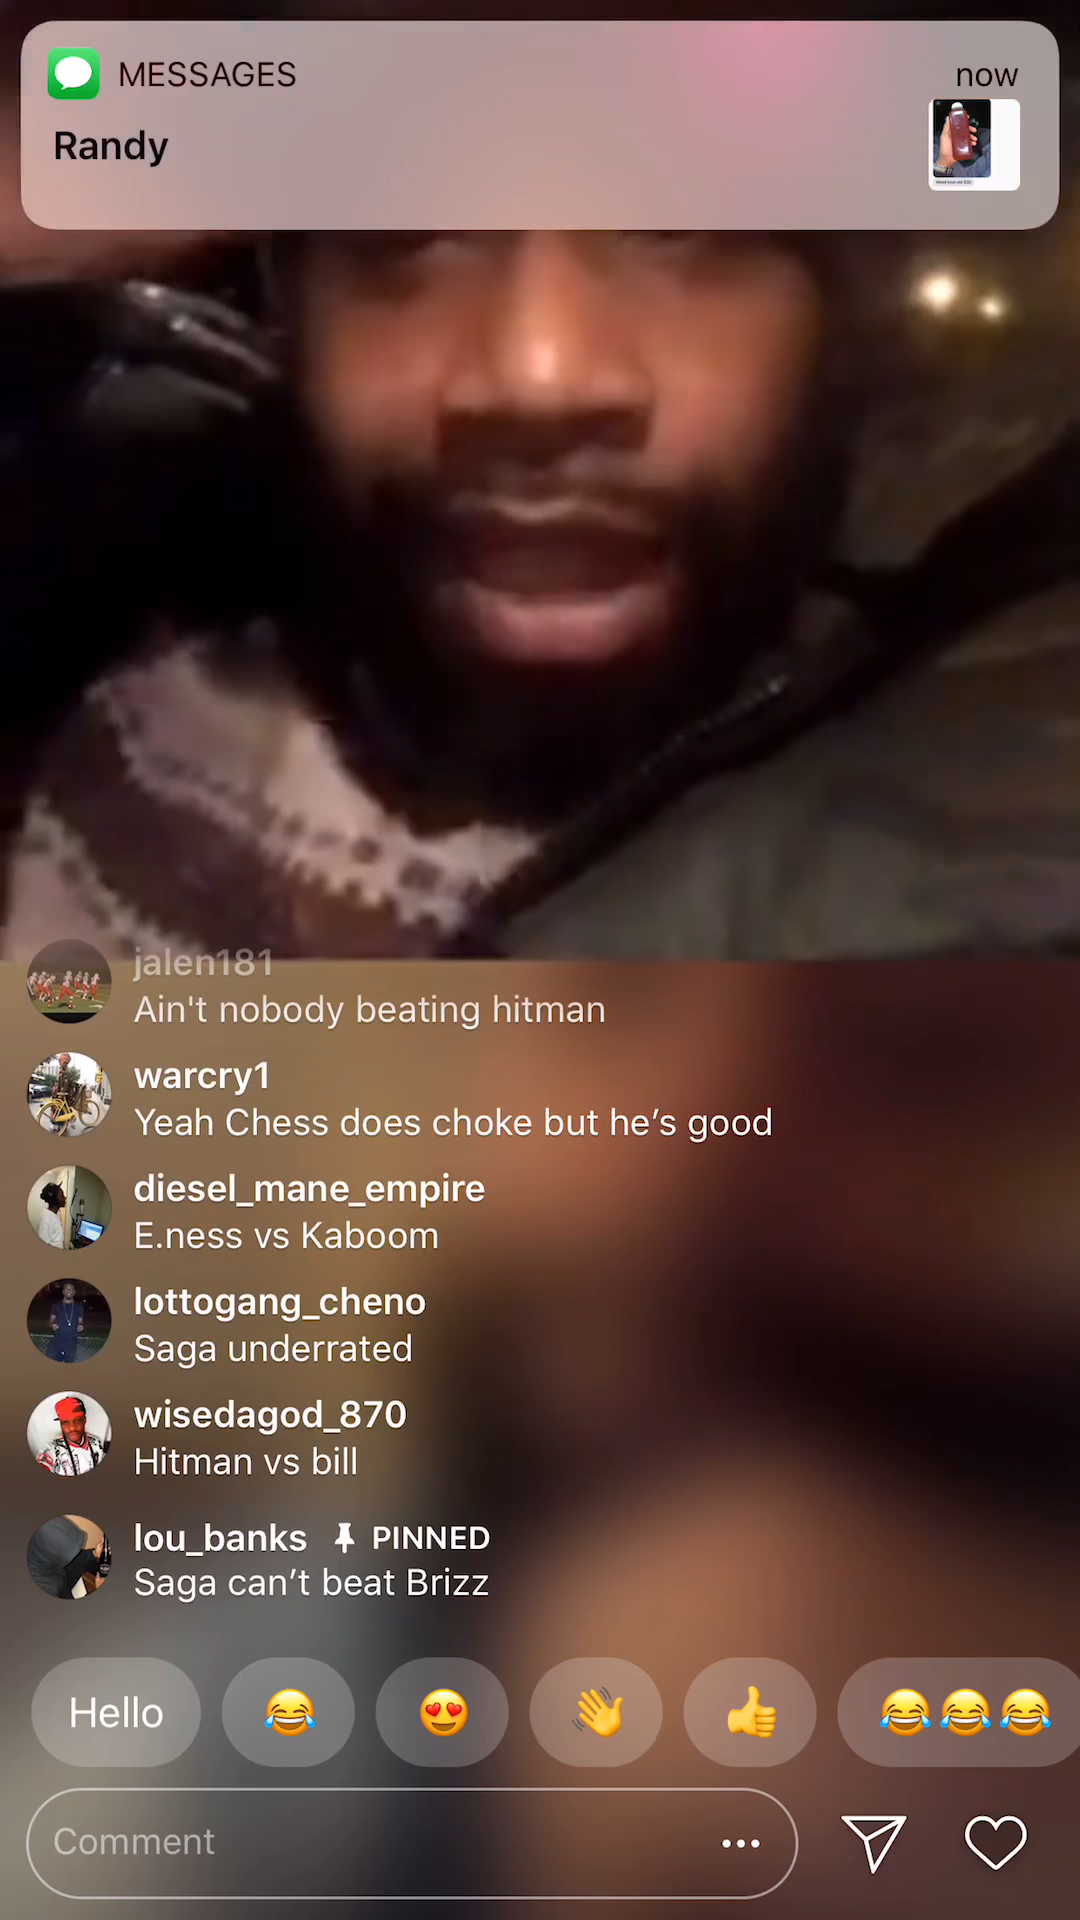 MESSAGES
now
Randy
jalen181
Ain't nobody beating hitman
warcry1
Yeah Chess does choke but he’s good
diesel_mane_empire
E.ness vs Kaboom
lottogang_cheno
Saga underrated
wisedagod_870
Hitman vs bill
lou_banks PINNED
Saga can’t beat Brizz
Hello 😂 😍 👋 👍 😂😂😂
Comment